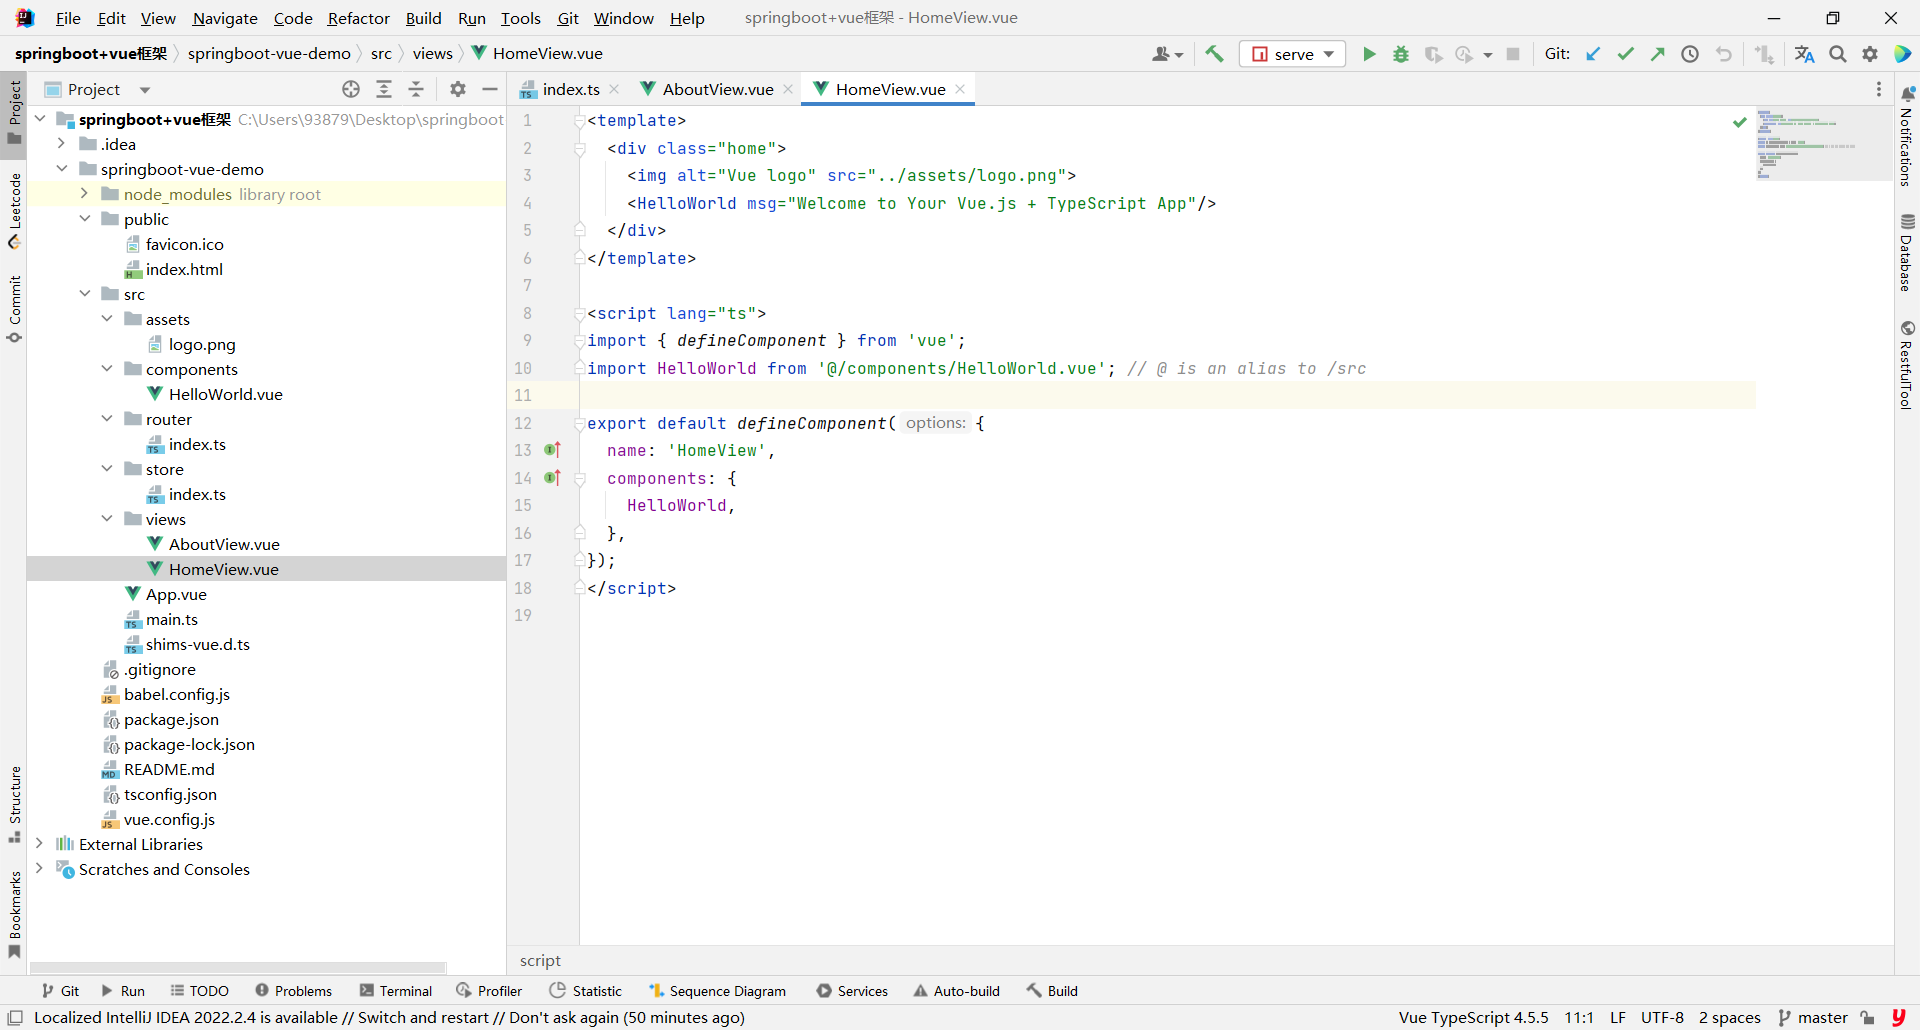 File Edit View Navigate Code Refactor Build Run Tools Git Window Help springboot+vue框架 - HomeView.vue
springboot+vue框架 springboot-vue-demo src views HomeView.vue serve Git:
Project
index.ts AboutView.vue HomeView.vue
Project
Leetcode
Commit
Structure
Bookmarks
springboot+vue框架 C:\Users\93879\Desktop\springboot
.idea
springboot-vue-demo
node_modules library root
public
favicon.ico
index.html
src
assets
logo.png
components
HelloWorld.vue
router
index.ts
store
index.ts
views
AboutView.vue
HomeView.vue
App.vue
main.ts
shims-vue.d.ts
.gitignore
babel.config.js
package.json
package-lock.json
README.md
tsconfig.json
vue.config.js
External Libraries
Scratches and Consoles
1 <template>
2 <div class="home">
3 <img alt="Vue logo" src="../assets/logo.png">
4 <HelloWorld msg="Welcome to Your Vue.js + TypeScript App"/>
5 </div>
6 </template>
7
8 <script lang="ts">
9 import { defineComponent } from 'vue';
10 import HelloWorld from '@/components/HelloWorld.vue'; // @ is an alias to /src
11
12 export default defineComponent( options: {
13 name: 'HomeView',
14 components: {
15 HelloWorld,
16 },
17 });
18 </script>
19
script
Notifications
Database
RestfulTool
Git Run TODO Problems Terminal Profiler Statistic Sequence Diagram Services Auto-build Build
Localized IntelliJ IDEA 2022.2.4 is available // Switch and restart // Don't ask again (50 minutes ago) Vue TypeScript 4.5.5 11:1 LF UTF-8 2 spaces master